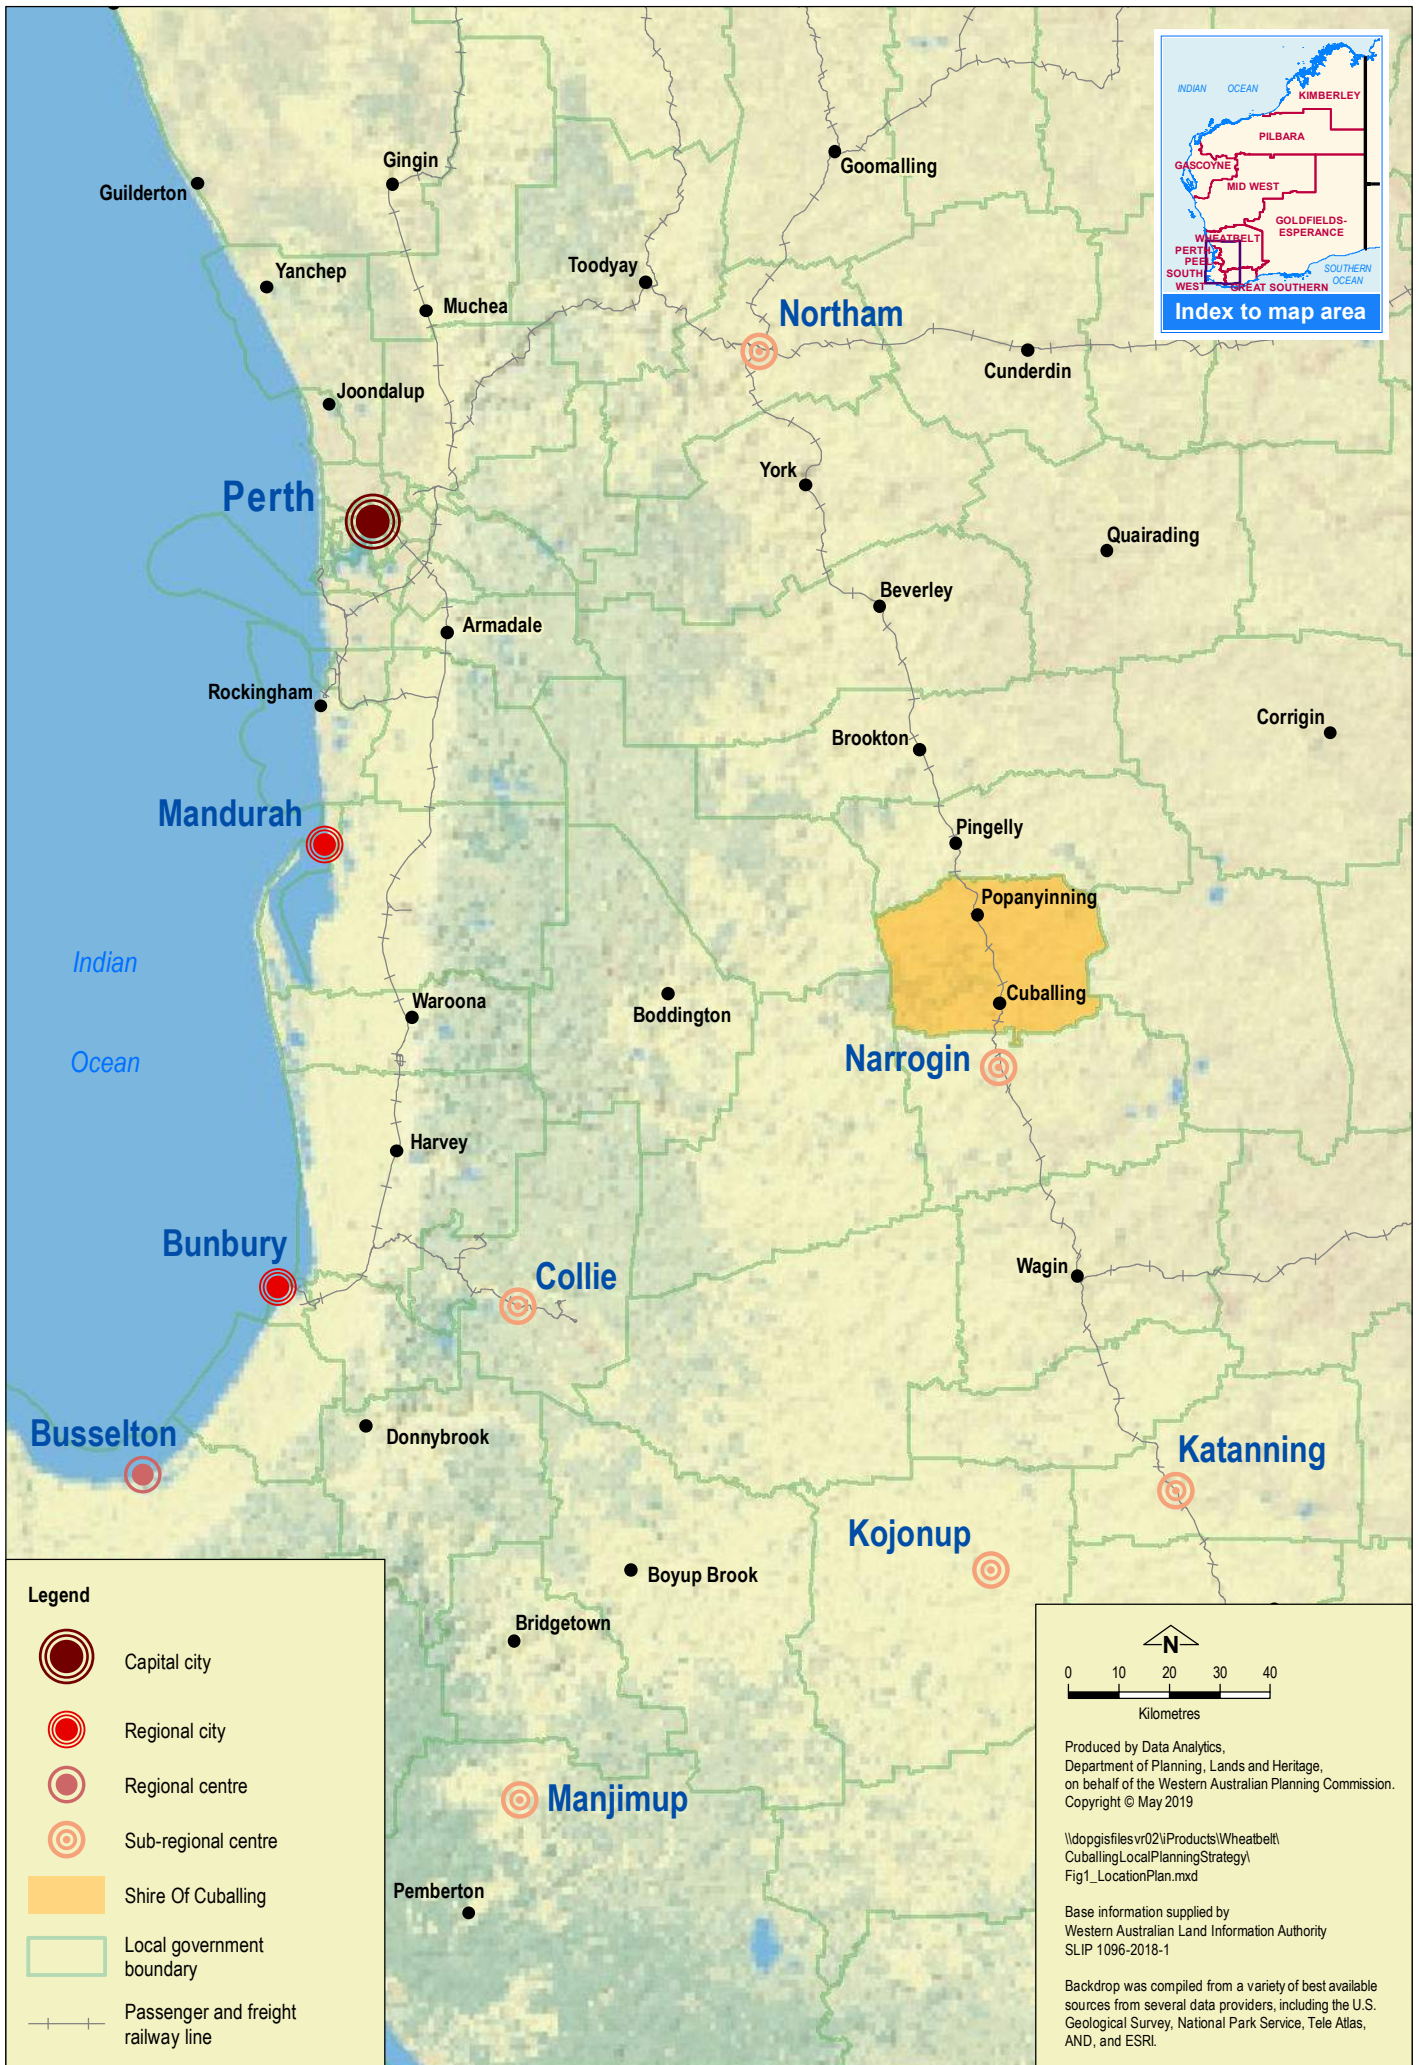 INDIAN OCEAN
KIMBERLEY
PILBARA
GASCOYNE
MID WEST
GOLDFIELDS-
ESPERANCE
WHEATBELT
PERTH
PEEL
SOUTH
WEST
GREAT SOUTHERN
SOUTHERN
OCEAN
Index to map area
Gingin
Goomalling
Guilderton
Yanchep
Toodyay
Muchea
Northam
Cunderdin
Joondalup
York
Perth
Quairading
Beverley
Armadale
Rockingham
Corrigin
Brookton
Mandurah
Pingelly
Popanyinning
Indian
Ocean
Waroona
Boddington
Cuballing
Narrogin
Harvey
Bunbury
Collie
Wagin
Busselton
Donnybrook
Katanning
Kojonup
Boyup Brook
Bridgetown
Manjimup
Pemberton
Legend
Capital city
Regional city
Regional centre
Sub-regional centre
Shire Of Cuballing
Local government
boundary
Passenger and freight
railway line
N
0 10 20 30 40
Kilometres
Produced by Data Analytics,
Department of Planning, Lands and Heritage,
on behalf of the Western Australian Planning Commission.
Copyright © May 2019
\\dopgisfilesvr02\iProducts\Wheatbelt\
CuballingLocalPlanningStrategy\
Fig1_LocationPlan.mxd
Base information supplied by
Western Australian Land Information Authority
SLIP 1096-2018-1
Backdrop was compiled from a variety of best available
sources from several data providers, including the U.S.
Geological Survey, National Park Service, Tele Atlas,
AND, and ESRI.